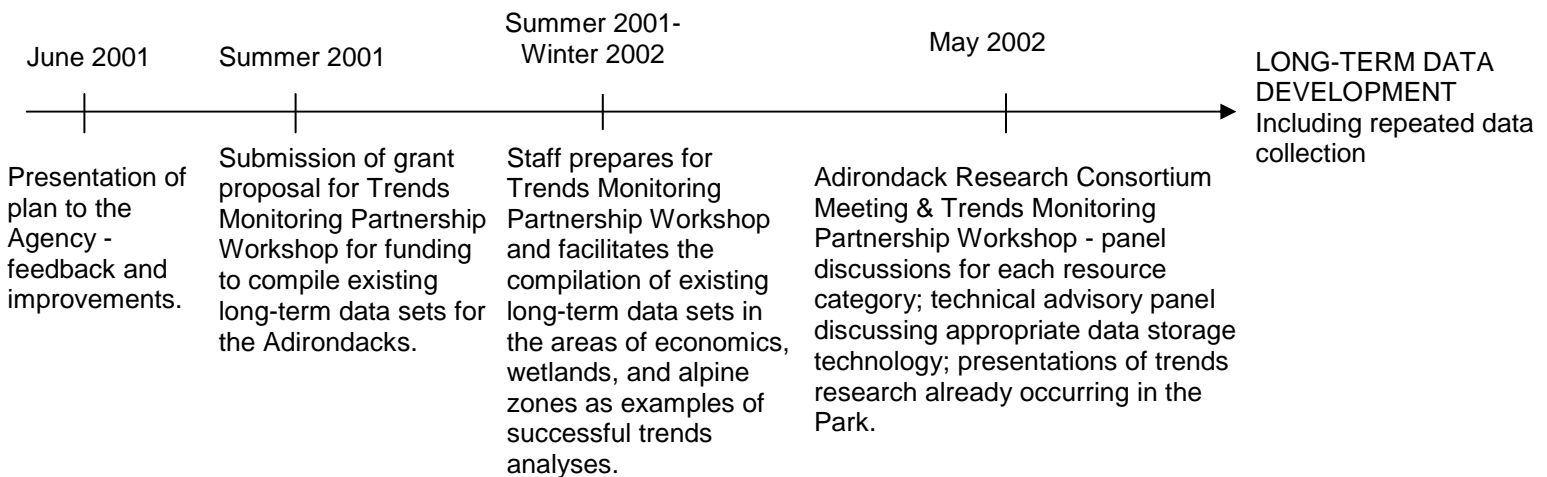 June 2001
Presentation of
plan to the
Agency -
feedback and
improvements.
Summer 2001
Submission of grant
proposal for Trends
Monitoring Partnership
Workshop for funding
to compile existing
long-term data sets for
the Adirondacks.
Summer 2001-
Winter 2002
Staff prepares for
Trends Monitoring
Partnership Workshop
and facilitates the
compilation of existing
long-term data sets in
the areas of economics,
wetlands, and alpine
zones as examples of
successful trends
analyses.
May 2002
Adirondack Research Consortium
Meeting & Trends Monitoring
Partnership Workshop - panel
discussions for each resource
category; technical advisory panel
discussing appropriate data storage
technology; presentations of trends
research already occurring in the
Park.
LONG-TERM DATA
DEVELOPMENT
Including repeated data
collection